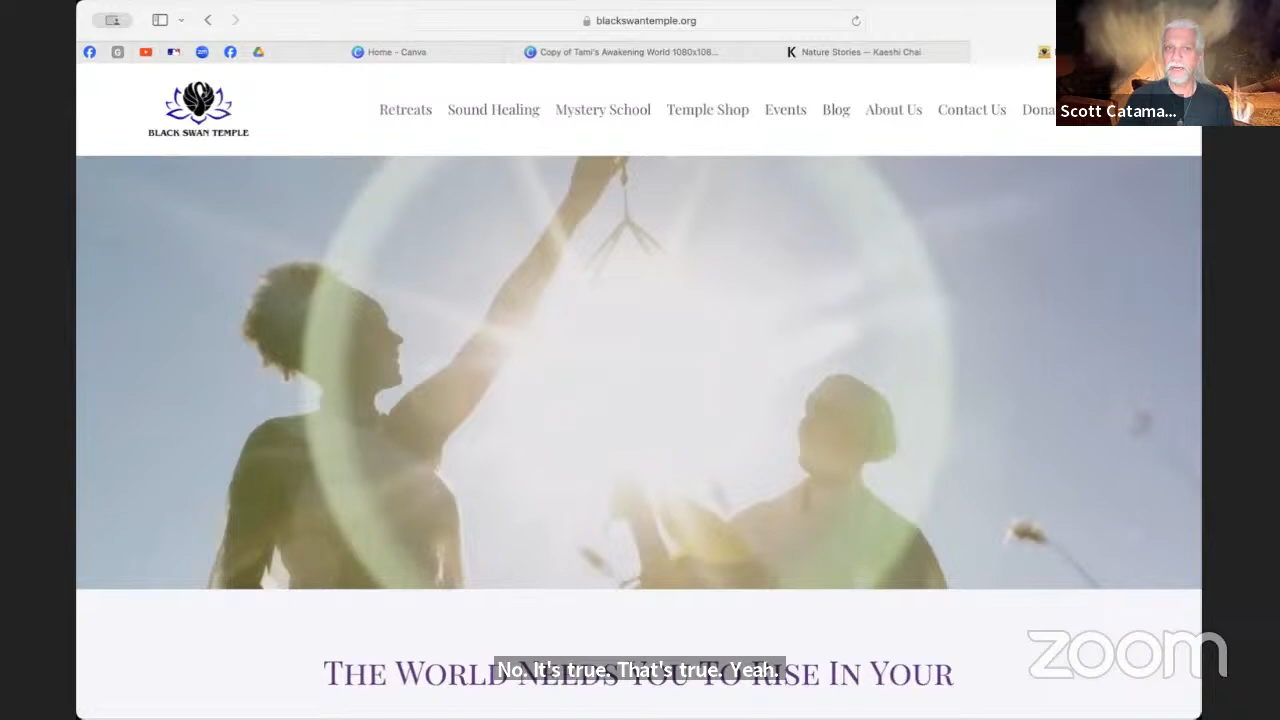 blackswantemple.org
Home – Canva
Copy of Tami's Awakening World 1080x108...
Nature Stories — Kaeshi Chai
BLACK SWAN TEMPLE
Retreats Sound Healing Mystery School Temple Shop Events Blog About Us Contact Us Dona
Scott Catama...
THE WORLD NEEDS YOU TO RISE IN YOUR
No. It's true. That's true. Yeah.
zoom